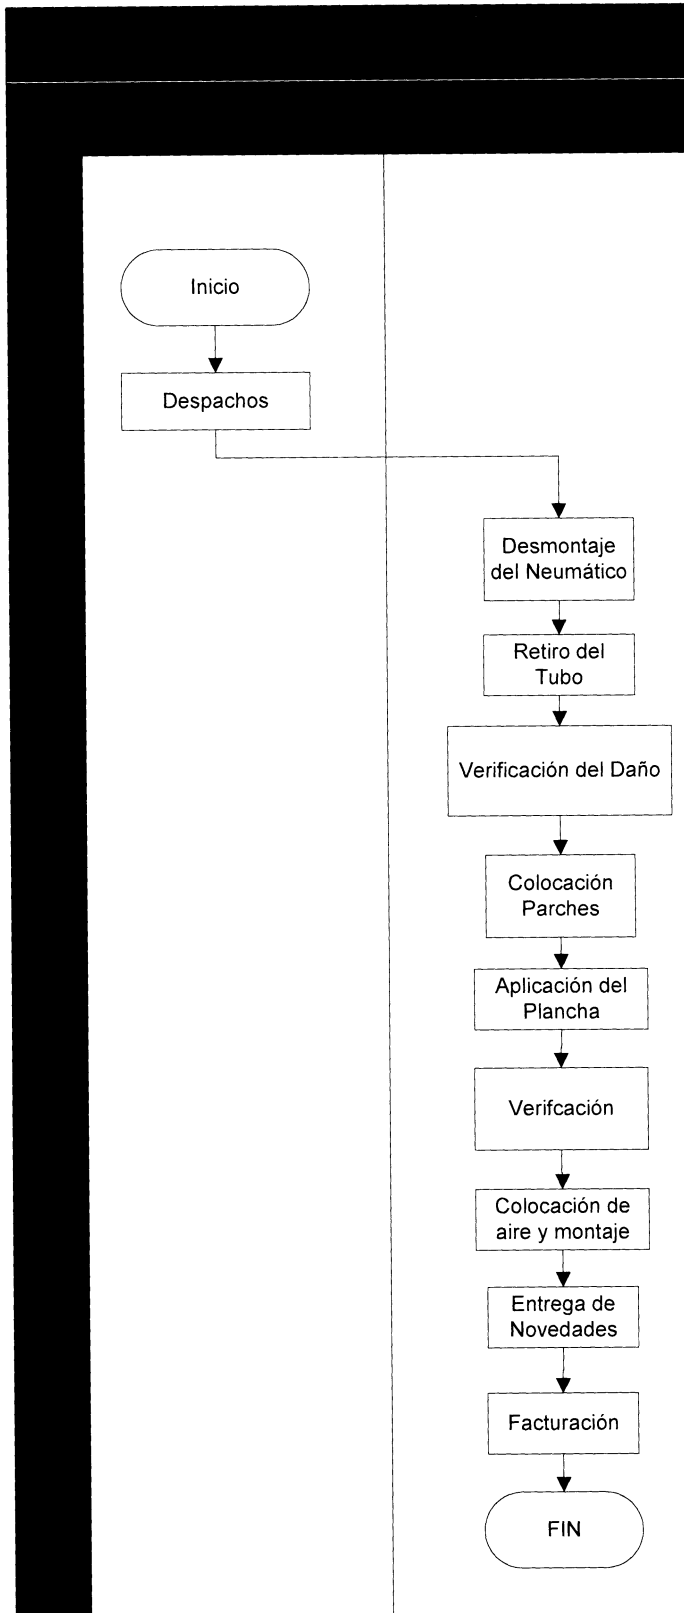 Inicio
Despachos
Desmontaje
del Neumático
Retiro del
Tubo
Verificación del Daño
Colocación
Parches
Aplicación del
Plancha
Verifcación
Colocación de
aire y montaje
Entrega de
Novedades
Facturación
FIN